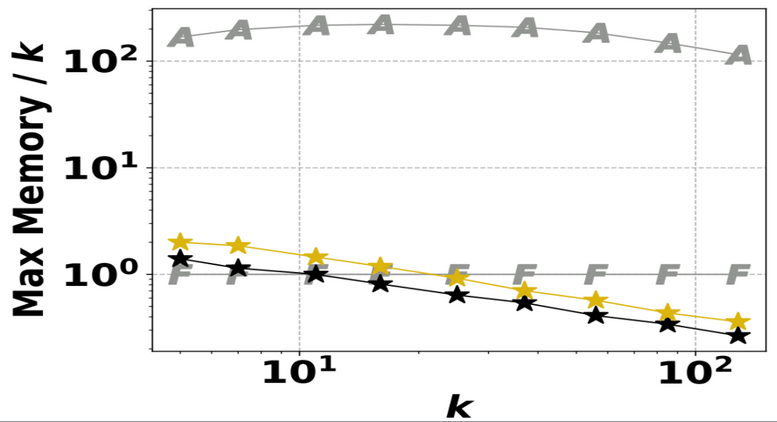 Max Memory / k
10²
10¹
10⁰
A A A A A A A A A
F F F F F F F F F
10¹ 10²
k